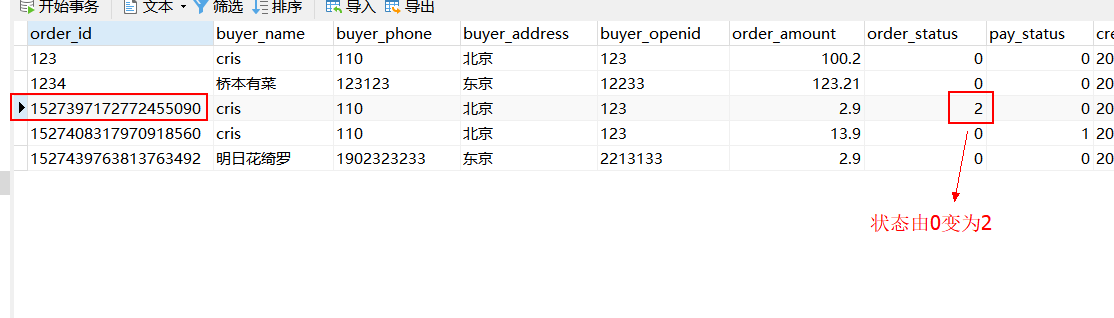 开始事务 文本 筛选 排序 导入 导出
order_id buyer_name buyer_phone buyer_address buyer_openid order_amount order_status pay_status cre
123 cris 110 北京 123 100.2 0 0 20
1234 桥本有菜 123123 东京 12233 123.21 0 0 20
1527397172772455090 cris 110 北京 123 2.9 2 0 20
1527408317970918560 cris 110 北京 123 13.9 0 1 20
1527439763813763492 明日花绮罗 1902323233 东京 2213133 2.9 0 0 20
状态由0变为2